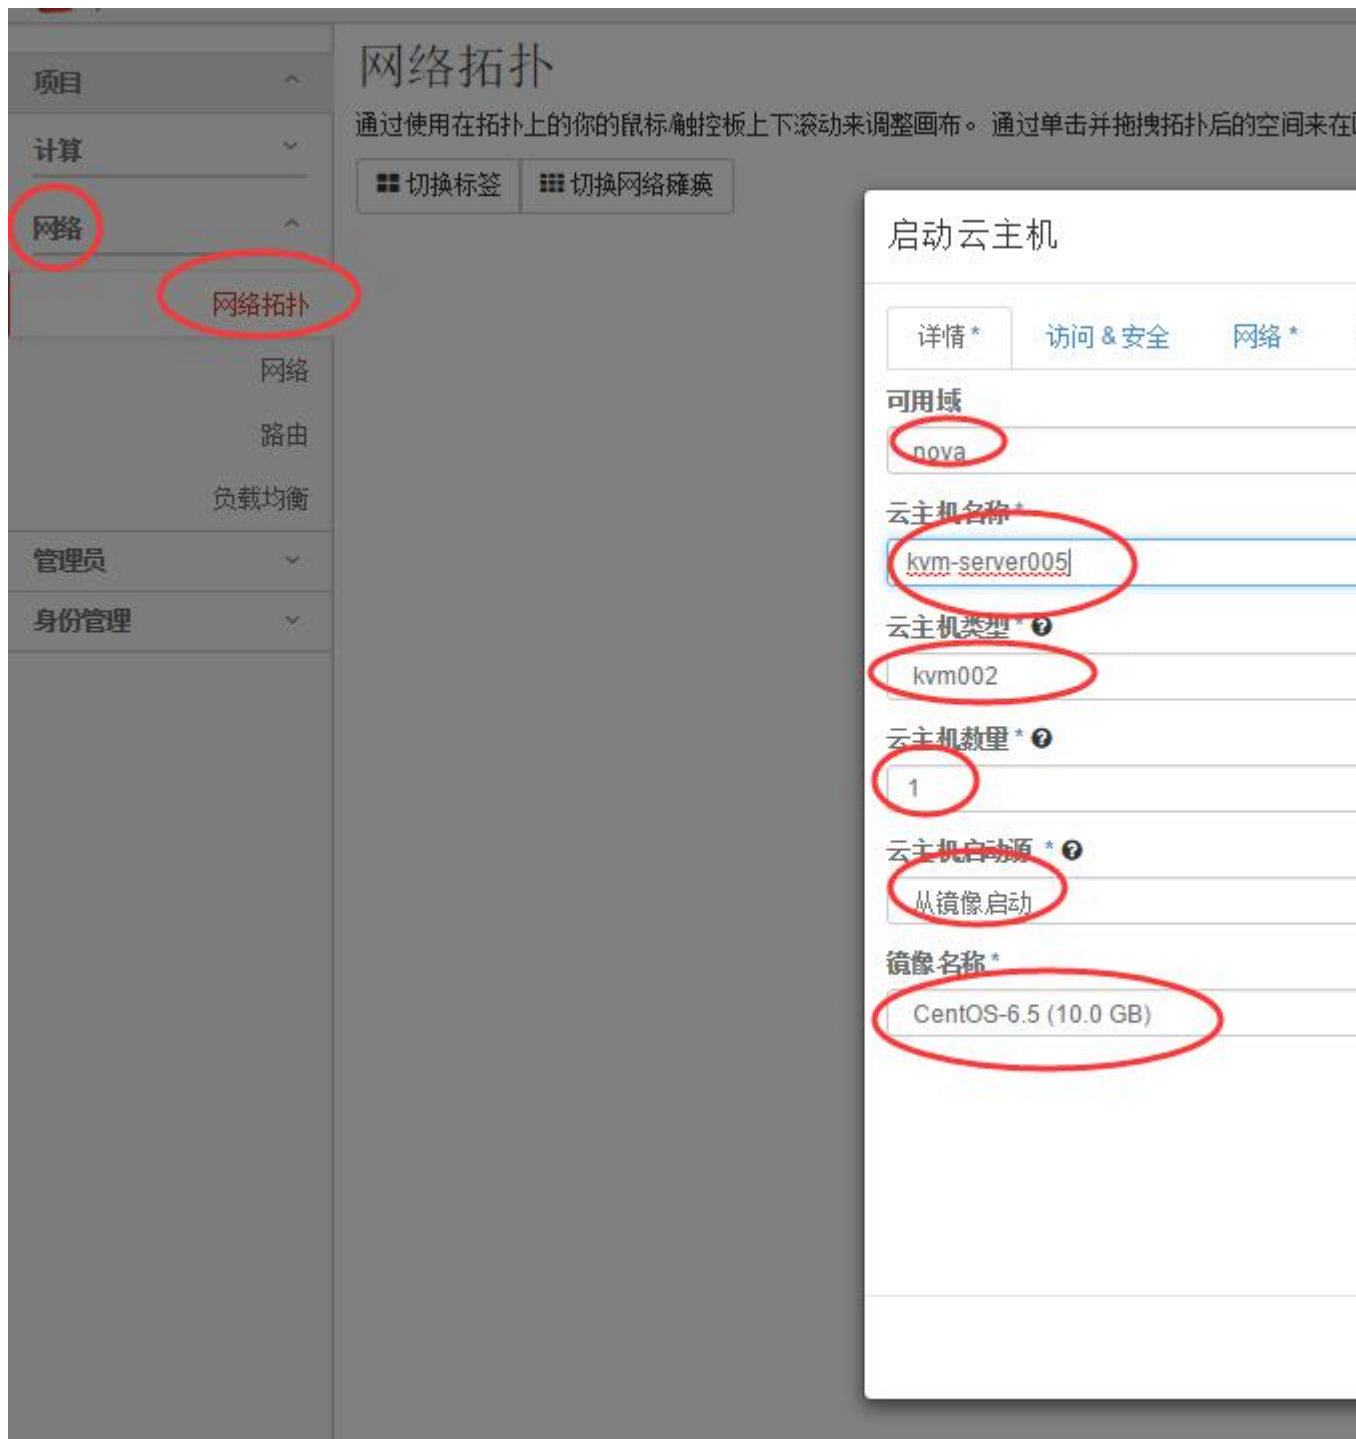 项目
计算
网络
网络拓扑
网络
路由
负载均衡
管理员
身份管理
网络拓扑
通过使用在拓扑上的你的鼠标/触控板上下滚动来调整画布。 通过单击并拖拽拓扑后的空间来在
切换标签 切换网络瘫痪
启动云主机
详情* 访问 & 安全 网络*
可用域
nova
云主机名称*
kvm-server005
云主机类型*
kvm002
云主机数量*
1
云主机启动源 *
从镜像启动
镜像名称*
CentOS-6.5 (10.0 GB)